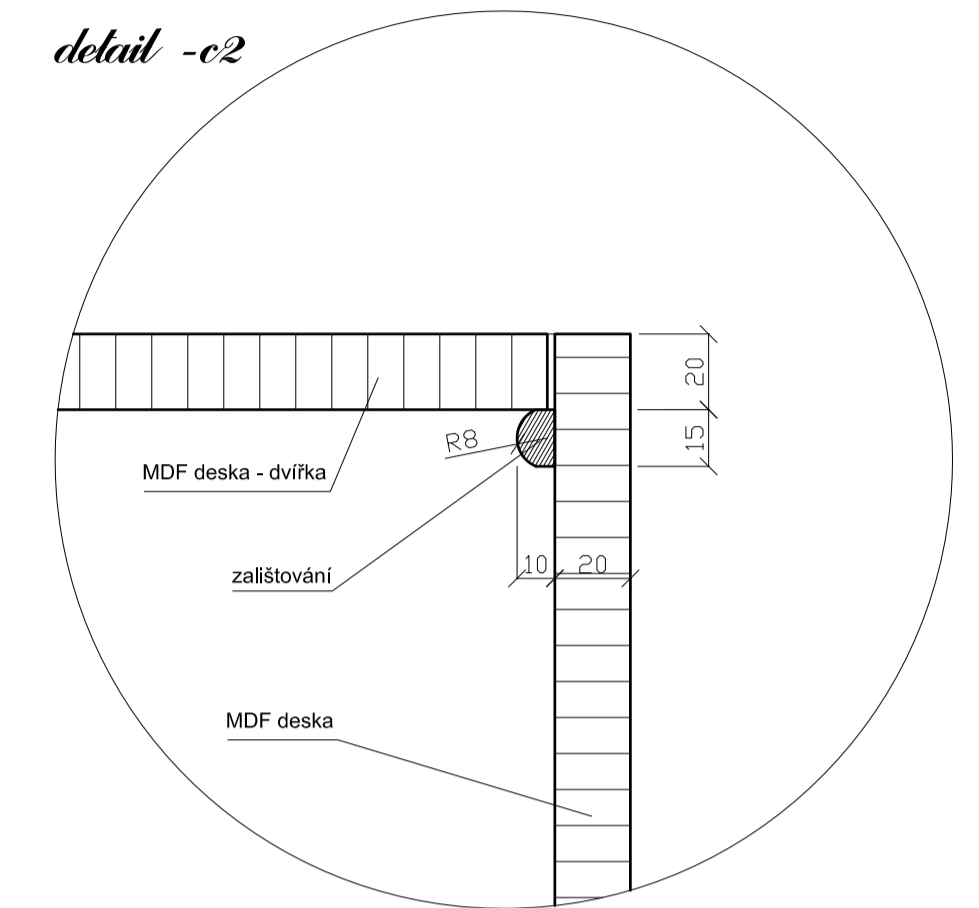 detail -c2
20
R8
15
MDF deska - dvířka
10
20
zalištování
MDF deska